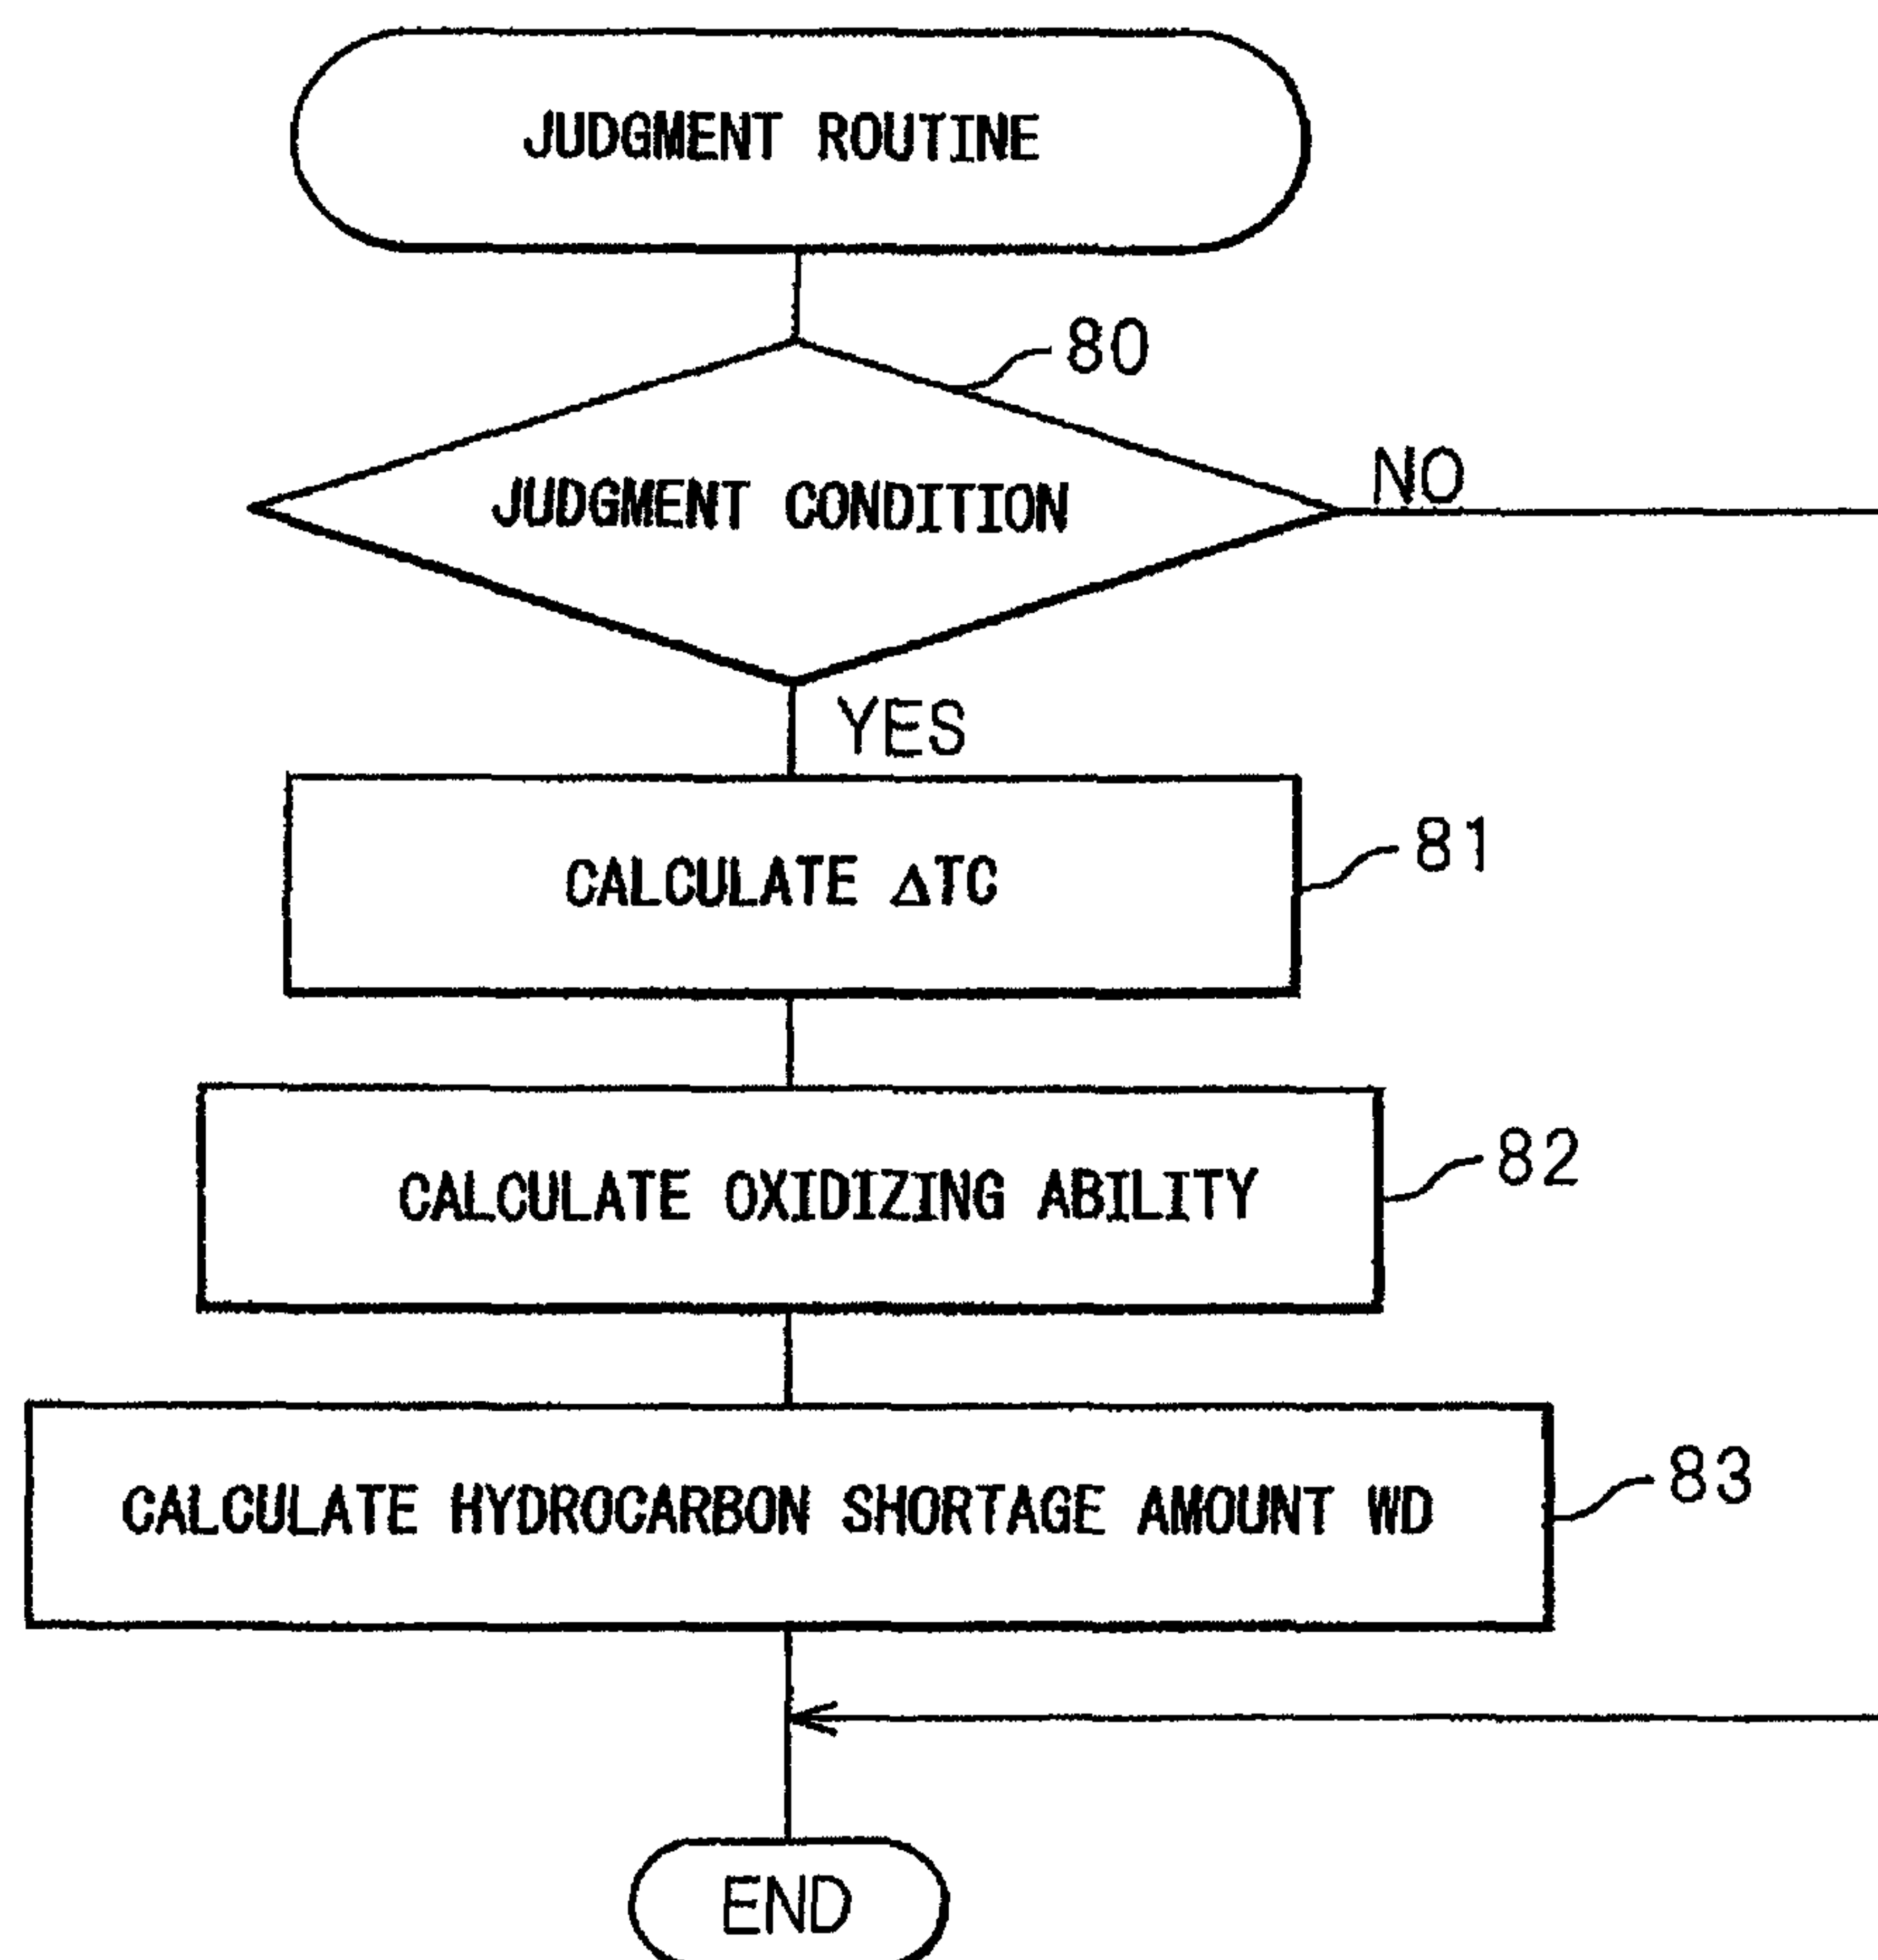 JUDGMENT ROUTINE
80
JUDGMENT CONDITION
NO
YES
CALCULATE ΔTC
81
CALCULATE OXIDIZING ABILITY
82
CALCULATE HYDROCARBON SHORTAGE AMOUNT WD
83
END